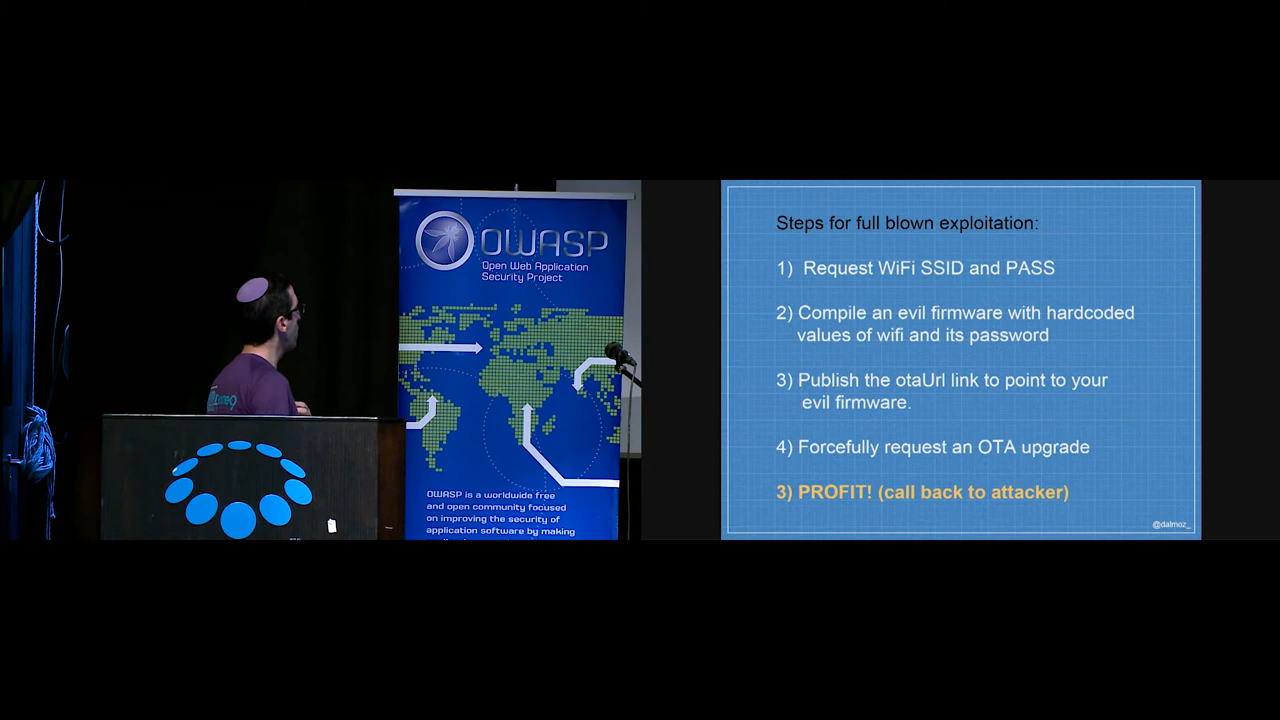 OWASP
Open Web Application
Security Project
OWASP is a worldwide free
and open community focused
on improving the security of
application software by making
Steps for full blown exploitation:
1) Request WiFi SSID and PASS
2) Compile an evil firmware with hardcoded
values of wifi and its password
3) Publish the otaUrl link to point to your
evil firmware.
4) Forcefully request an OTA upgrade
3) PROFIT! (call back to attacker)
@dalmoz_